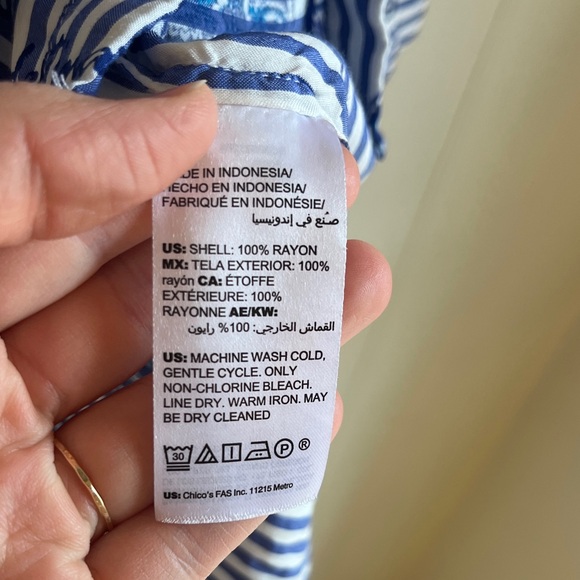 DE IN INDONESIA/
HECHO EN INDONESIA/
FABRIQUÉ EN INDONÉSIE/
صُنع في إندونيسيا
US: SHELL: 100% RAYON
MX: TELA EXTERIOR: 100%
rayón CA: ÉTOFFE
EXTÉRIEURE: 100%
RAYONNE AE/KW:
القماش الخارجي: 100% رايون
US: MACHINE WASH COLD,
GENTLE CYCLE. ONLY
NON-CHLORINE BLEACH.
LINE DRY. WARM IRON. MAY
BE DRY CLEANED
30 P ®
US: Chico's FAS Inc. 11215 Metro